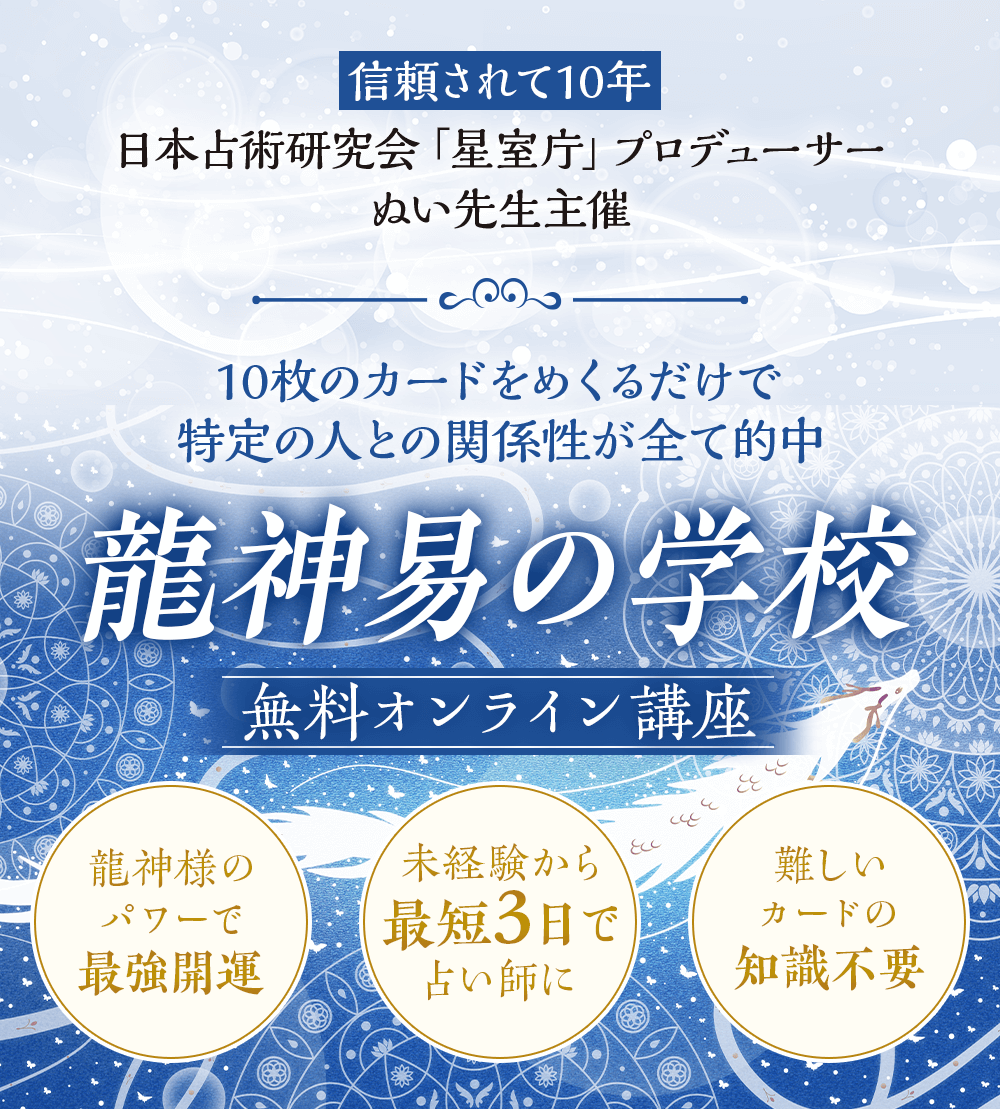 信頼されて10年
日本占術研究会「星室庁」プロデューサー
ぬい先生主催
10枚のカードをめくるだけで
特定の人との関係性が全て的中
龍神易の学校
無料オンライン講座
龍神様の
パワーで
最強開運
未経験から
最短3日で
占い師に
難しい
カードの
知識不要